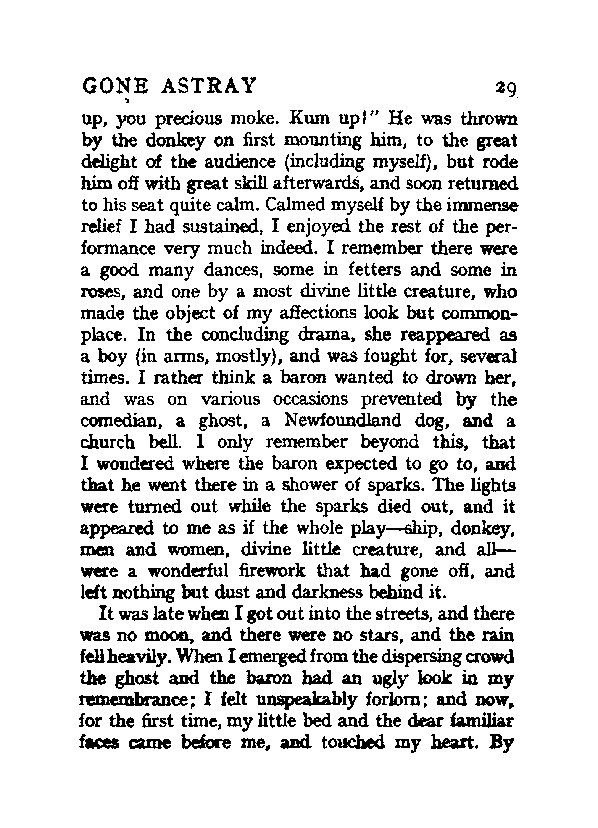 GONE ASTRAY 29
up, you precious moke. Kum up!" He was thrown
by the donkey on first mounting him, to the great
delight of the audience (including myself), but rode
him off with great skill afterwards, and soon returned
to his seat quite calm. Calmed myself by the immense
relief I had sustained, I enjoyed the rest of the per-
formance very much indeed. I remember there were
a good many dances, some in fetters and some in
roses, and one by a most divine little creature, who
made the object of my affections look but common-
place. In the concluding drama, she reappeared as
a boy (in arms, mostly), and was fought for, several
times. I rather think a baron wanted to drown her,
and was on various occasions prevented by the
comedian, a ghost, a Newfoundland dog, and a
church bell. I only remember beyond this, that
I wondered where the baron expected to go to, and
that he went there in a shower of sparks. The lights
were turned out while the sparks died out, and it
appeared to me as if the whole play—ship, donkey,
men and women, divine little creature, and all—
were a wonderful firework that had gone off, and
left nothing but dust and darkness behind it.
It was late when I got out into the streets, and there
was no moon, and there were no stars, and the rain
fell heavily. When I emerged from the dispersing crowd
the ghost and the baron had an ugly look in my
remembrance; I felt unspeakably forlorn; and now,
for the first time, my little bed and the dear familiar
faces came before me, and touched my heart. By